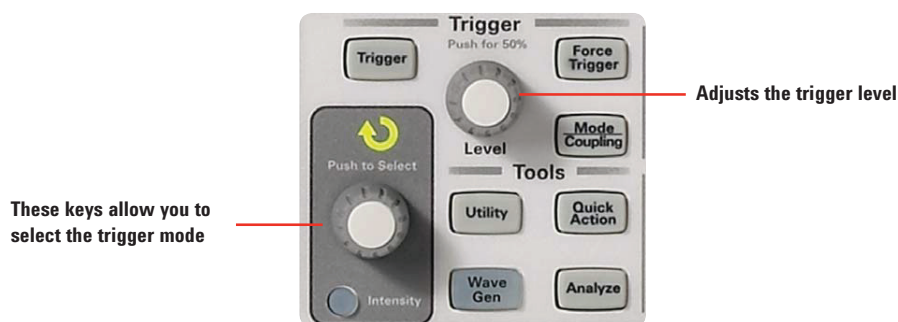 Trigger
Push for 50%
Trigger
Force
Trigger
Adjusts the trigger level
Level
Mode
Coupling
Push to Select
Tools
These keys allow you to
select the trigger mode
Utility
Quick
Action
Intensity
Wave
Gen
Analyze